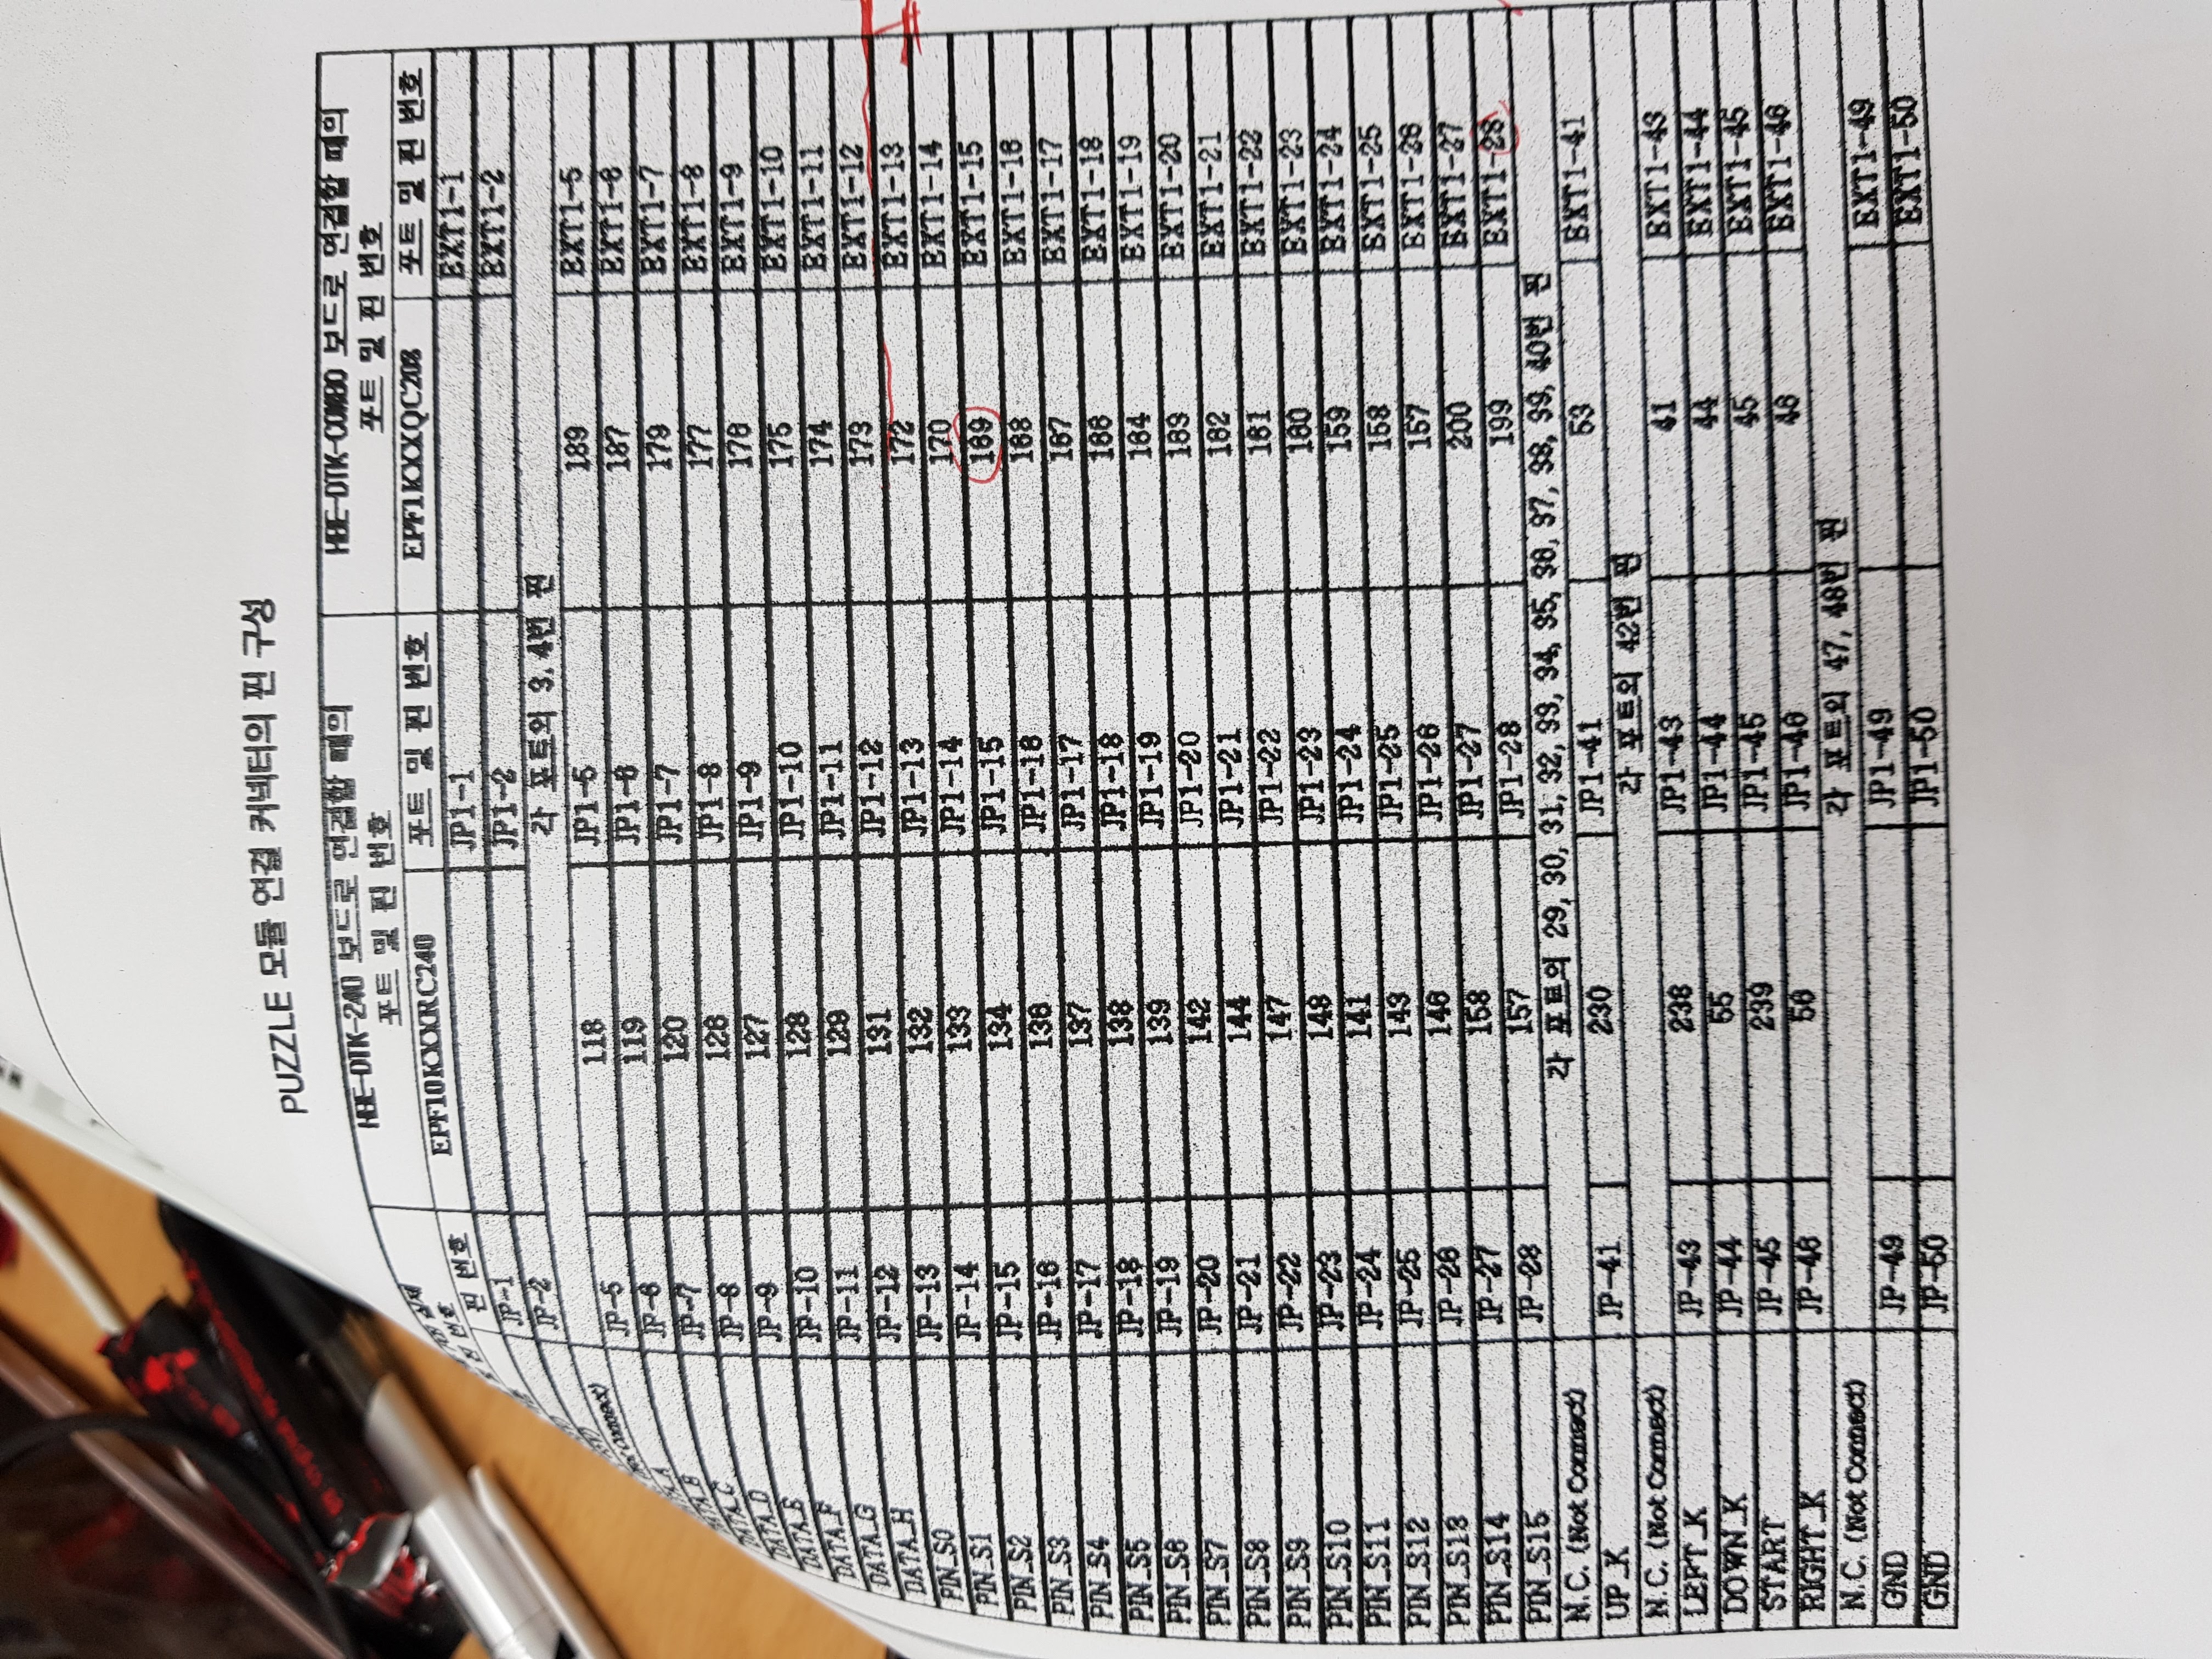 PUZZLE 모듈 연결 커넥터의 핀 구성
HBE-DTK-240 보드로 연결할 때의 포트 및 핀 번호 HBE-DTK-COMBO 보드로 연결할 때의 포트 및 핀 번호
핀 번호 EPF10KXXRC240 포트 및 핀 번호 EPF1KXXQC208 포트 및 핀 번호
JP-1 JP1-1 EXT1-1
JP-2 JP1-2 EXT1-2
각 포트의 3, 4번 핀
DATA_A JP-5 118 JP1-5 189 EXT1-5
DATA_B JP-6 119 JP1-6 187 EXT1-6
DATA_C JP-7 120 JP1-7 179 EXT1-7
DATA_D JP-8 126 JP1-8 177 EXT1-8
DATA_E JP-9 127 JP1-9 176 EXT1-9
DATA_F JP-10 128 JP1-10 175 EXT1-10
DATA_G JP-11 129 JP1-11 174 EXT1-11
DATA_H JP-12 131 JP1-12 173 EXT1-12
PIN_S0 JP-13 132 JP1-13 172 EXT1-13
PIN_S1 JP-14 133 JP1-14 170 EXT1-14
PIN_S2 JP-15 134 JP1-15 169 EXT1-15
PIN_S3 JP-16 136 JP1-16 168 EXT1-16
PIN_S4 JP-17 137 JP1-17 167 EXT1-17
PIN_S5 JP-18 138 JP1-18 166 EXT1-18
PIN_S6 JP-19 139 JP1-19 164 EXT1-19
PIN_S7 JP-20 142 JP1-20 163 EXT1-20
PIN_S8 JP-21 144 JP1-21 162 EXT1-21
PIN_S9 JP-22 147 JP1-22 161 EXT1-22
PIN_S10 JP-23 148 JP1-23 160 EXT1-23
PIN_S11 JP-24 141 JP1-24 159 EXT1-24
PIN_S12 JP-25 143 JP1-25 158 EXT1-25
PIN_S13 JP-26 146 JP1-26 157 EXT1-26
PIN_S14 JP-27 158 JP1-27 200 EXT1-27
PIN_S15 JP-28 157 JP1-28 199 EXT1-28
N.C. (Not Connect) 각 포트의 29, 30, 31, 32, 33, 34, 35, 36, 37, 38, 39, 40번 핀
UP_K JP-41 230 JP1-41 53 EXT1-41
N.C. (Not Connect) 각 포트의 42번 핀
LEFT_K JP-43 238 JP1-43 41 EXT1-43
DOWN_K JP-44 55 JP1-44 44 EXT1-44
START JP-45 239 JP1-45 45 EXT1-45
RIGHT_K JP-46 56 JP1-46 46 EXT1-46
N.C. (Not Connect) 각 포트의 47, 48번 핀
GND JP-49 JP1-49 EXT1-49
GND JP-50 JP1-50 EXT1-50